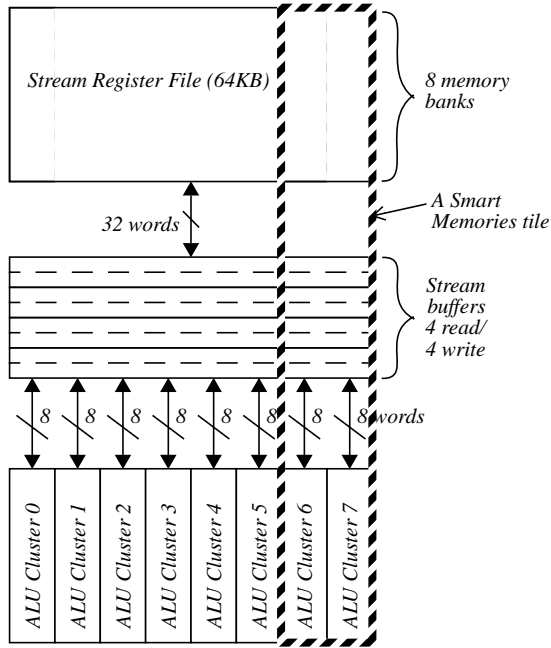 Stream Register File (64KB)
8 memory
banks
32 words
A Smart
Memories tile
Stream
buffers
4 read/
4 write
8 8 8 8 8 8 8 8 words
ALU Cluster 0
ALU Cluster 1
ALU Cluster 2
ALU Cluster 3
ALU Cluster 4
ALU Cluster 5
ALU Cluster 6
ALU Cluster 7